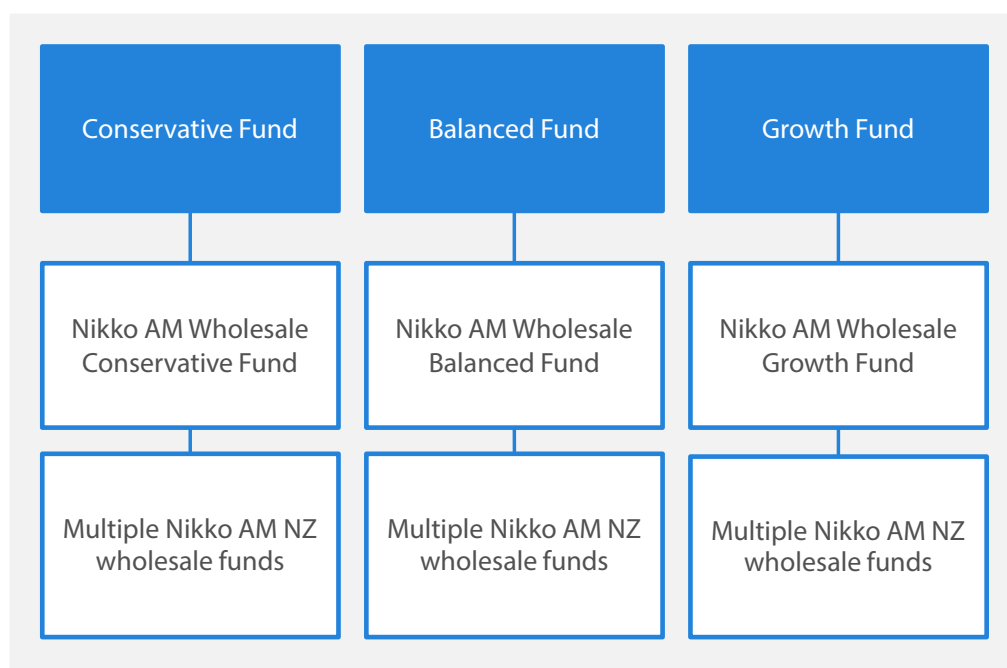 Conservative Fund
Balanced Fund
Growth Fund
Nikko AM Wholesale
Conservative Fund
Nikko AM Wholesale
Balanced Fund
Nikko AM Wholesale
Growth Fund
Multiple Nikko AM NZ
wholesale funds
Multiple Nikko AM NZ
wholesale funds
Multiple Nikko AM NZ
wholesale funds